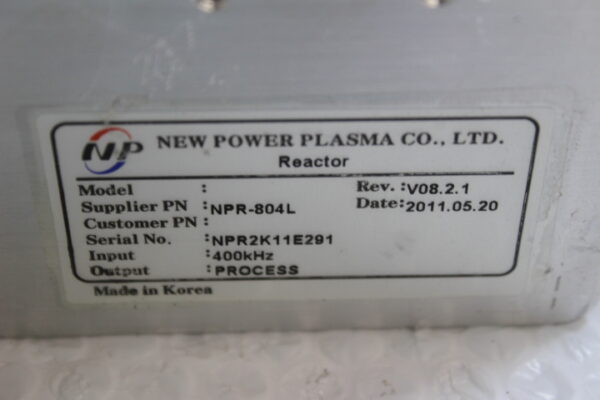 NP NEW POWER PLASMA CO., LTD.
Reactor
Model : Rev. :V08.2.1
Supplier PN :NPR-804L Date:2011.05.20
Customer PN :
Serial No. :NPR2K11E291
Input :400kHz
Output :PROCESS
Made in Korea